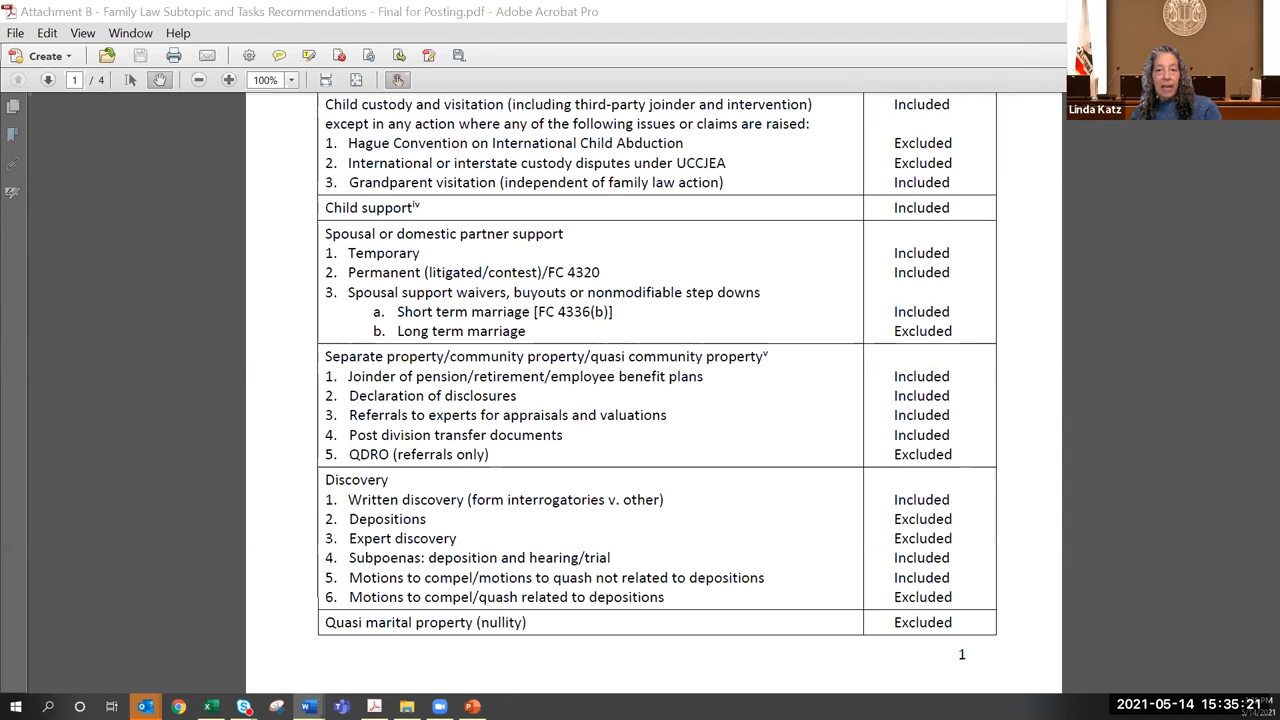 Attachment B - Family Law Subtopic and Tasks Recommendations - Final for Posting.pdf - Adobe Acrobat Pro
File Edit View Window Help
Create
1 / 4 100%
Linda Katz
Child custody and visitation (including third-party joinder and intervention) Included
except in any action where any of the following issues or claims are raised:
1. Hague Convention on International Child Abduction Excluded
2. International or interstate custody disputes under UCCJEA Excluded
3. Grandparent visitation (independent of family law action) Included
Child support iv Included
Spousal or domestic partner support
1. Temporary Included
2. Permanent (litigated/contest)/FC 4320 Included
3. Spousal support waivers, buyouts or nonmodifiable step downs
a. Short term marriage [FC 4336(b)] Included
b. Long term marriage Excluded
Separate property/community property/quasi community property v
1. Joinder of pension/retirement/employee benefit plans Included
2. Declaration of disclosures Included
3. Referrals to experts for appraisals and valuations Included
4. Post division transfer documents Included
5. QDRO (referrals only) Excluded
Discovery
1. Written discovery (form interrogatories v. other) Included
2. Depositions Excluded
3. Expert discovery Excluded
4. Subpoenas: deposition and hearing/trial Included
5. Motions to compel/motions to quash not related to depositions Included
6. Motions to compel/quash related to depositions Excluded
Quasi marital property (nullity) Excluded
1
2021-05-14 15:35:21